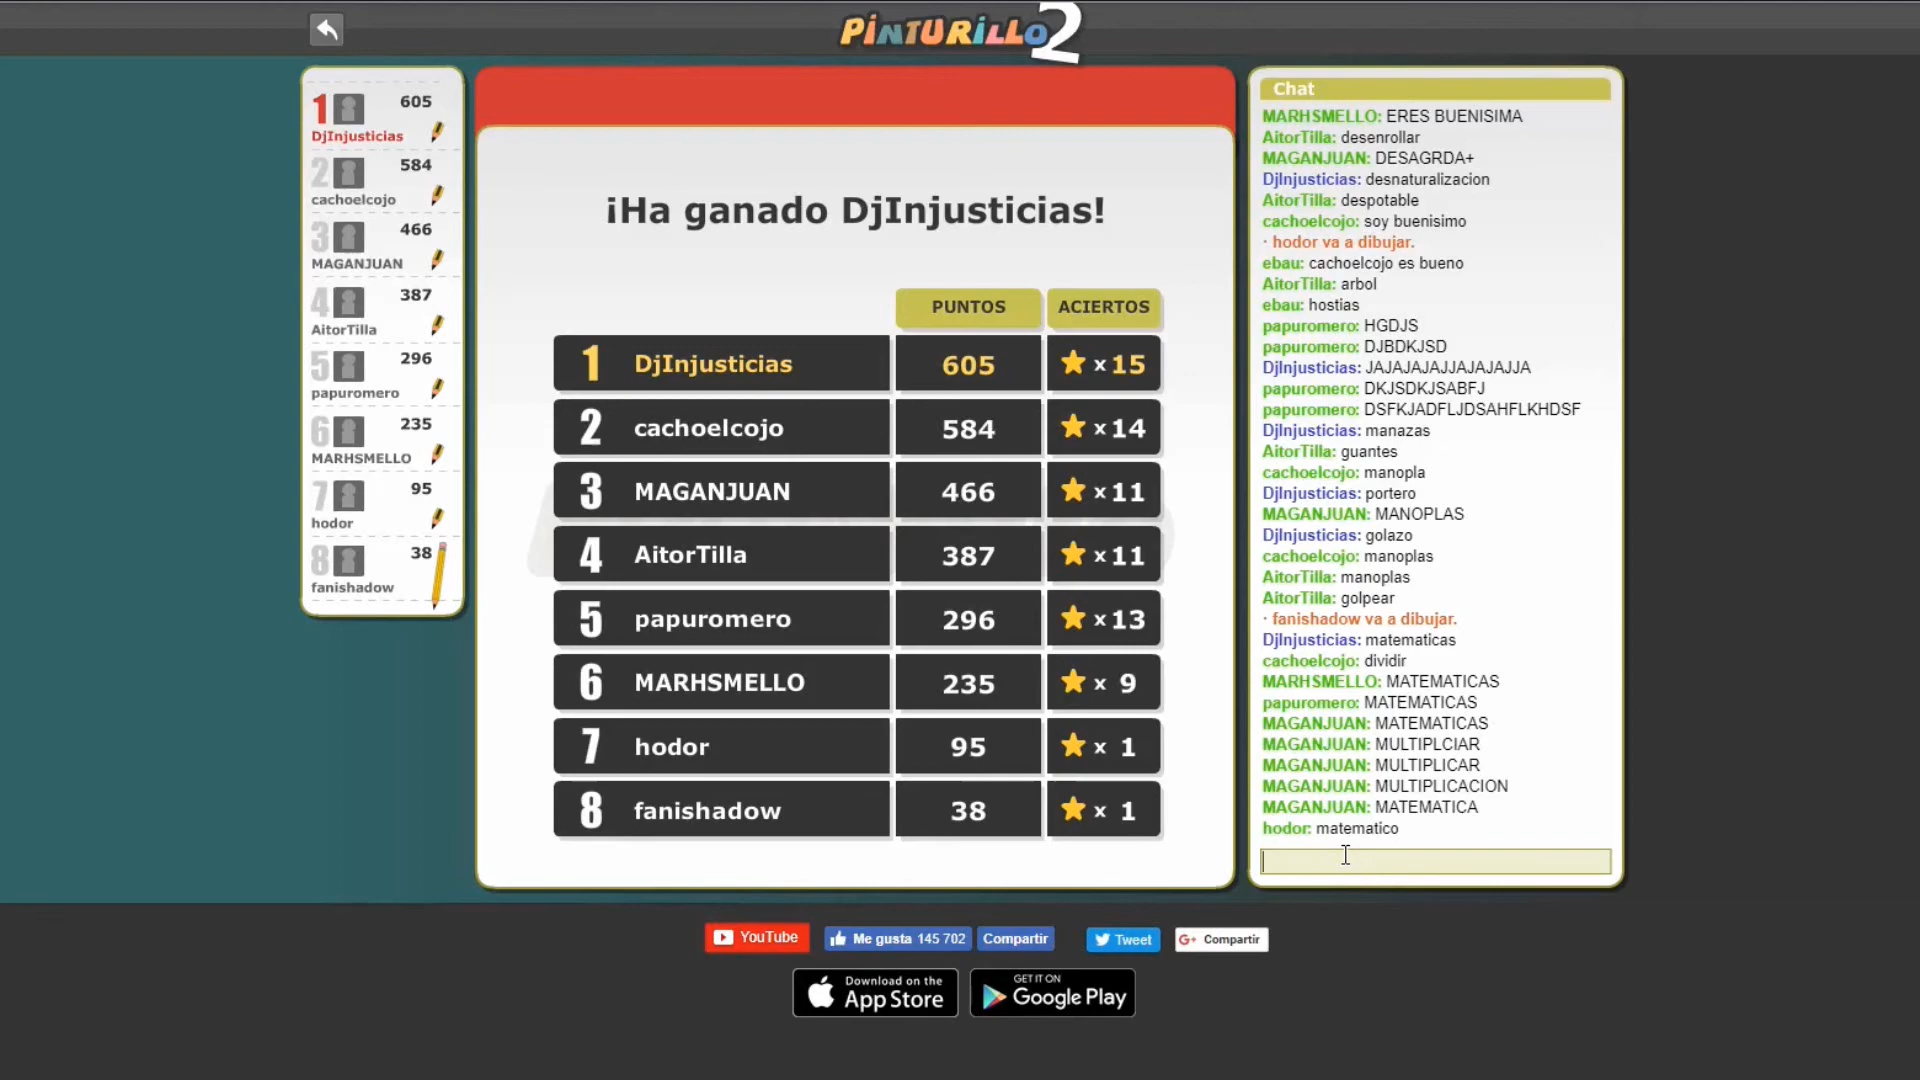 PINTURILLO 2
1
605
DjInjusticias
2
584
cachoelcojo
3
466
MAGANJUAN
4
387
AitorTilla
5
296
papuromero
6
235
MARHSMELLO
7
95
hodor
8
38
fanishadow
¡Ha ganado DjInjusticias!
PUNTOS ACIERTOS
1 DjInjusticias 605 x 15
2 cachoelcojo 584 x 14
3 MAGANJUAN 466 x 11
4 AitorTilla 387 x 11
5 papuromero 296 x 13
6 MARHSMELLO 235 x 9
7 hodor 95 x 1
8 fanishadow 38 x 1
Chat
MARHSMELLO: ERES BUENISIMA
AitorTilla: desenrollar
MAGANJUAN: DESAGRDA+
DjInjusticias: desnaturalizacion
AitorTilla: despotable
cachoelcojo: soy buenisimo
· hodor va a dibujar.
ebau: cachoelcojo es bueno
AitorTilla: arbol
ebau: hostias
papuromero: HGDJS
papuromero: DJBDKJSD
DjInjusticias: JAJAJAJAJJAJAJAJJA
papuromero: DKJSDKJSABFJ
papuromero: DSFKJADFLJDSAHFLKHDSF
DjInjusticias: manazas
AitorTilla: guantes
cachoelcojo: manopla
DjInjusticias: portero
MAGANJUAN: MANOPLAS
DjInjusticias: golazo
cachoelcojo: manoplas
AitorTilla: manoplas
AitorTilla: golpear
· fanishadow va a dibujar.
DjInjusticias: matematicas
cachoelcojo: dividir
MARHSMELLO: MATEMATICAS
papuromero: MATEMATICAS
MAGANJUAN: MATEMATICAS
MAGANJUAN: MULTIPLCIAR
MAGANJUAN: MULTIPLICAR
MAGANJUAN: MULTIPLICACION
MAGANJUAN: MATEMATICA
hodor: matematico
YouTube Me gusta 145 702 Compartir Tweet G+ Compartir
Download on the
App Store
GET IT ON
Google Play